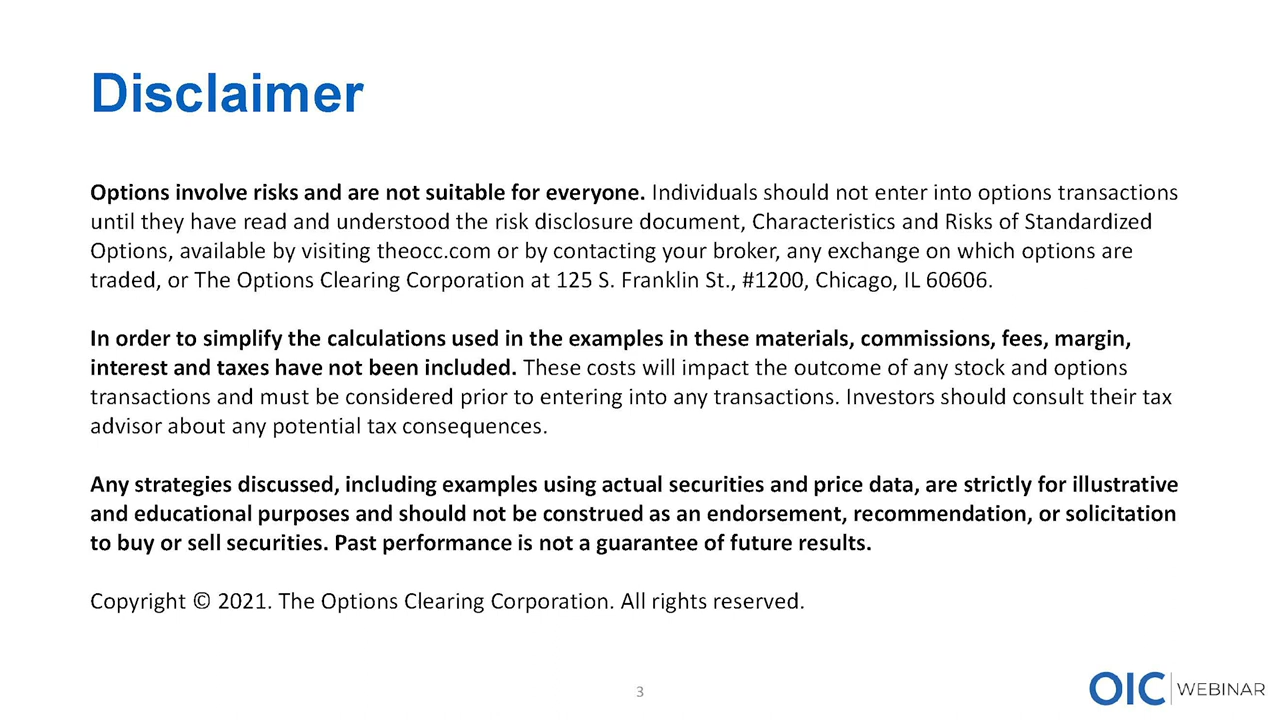 Disclaimer
Options involve risks and are not suitable for everyone. Individuals should not enter into options transactions
until they have read and understood the risk disclosure document, Characteristics and Risks of Standardized
Options, available by visiting theocc.com or by contacting your broker, any exchange on which options are
traded, or The Options Clearing Corporation at 125 S. Franklin St., #1200, Chicago, IL 60606.
In order to simplify the calculations used in the examples in these materials, commissions, fees, margin,
interest and taxes have not been included. These costs will impact the outcome of any stock and options
transactions and must be considered prior to entering into any transactions. Investors should consult their tax
advisor about any potential tax consequences.
Any strategies discussed, including examples using actual securities and price data, are strictly for illustrative
and educational purposes and should not be construed as an endorsement, recommendation, or solicitation
to buy or sell securities. Past performance is not a guarantee of future results.
Copyright © 2021. The Options Clearing Corporation. All rights reserved.
3
OIC WEBINAR